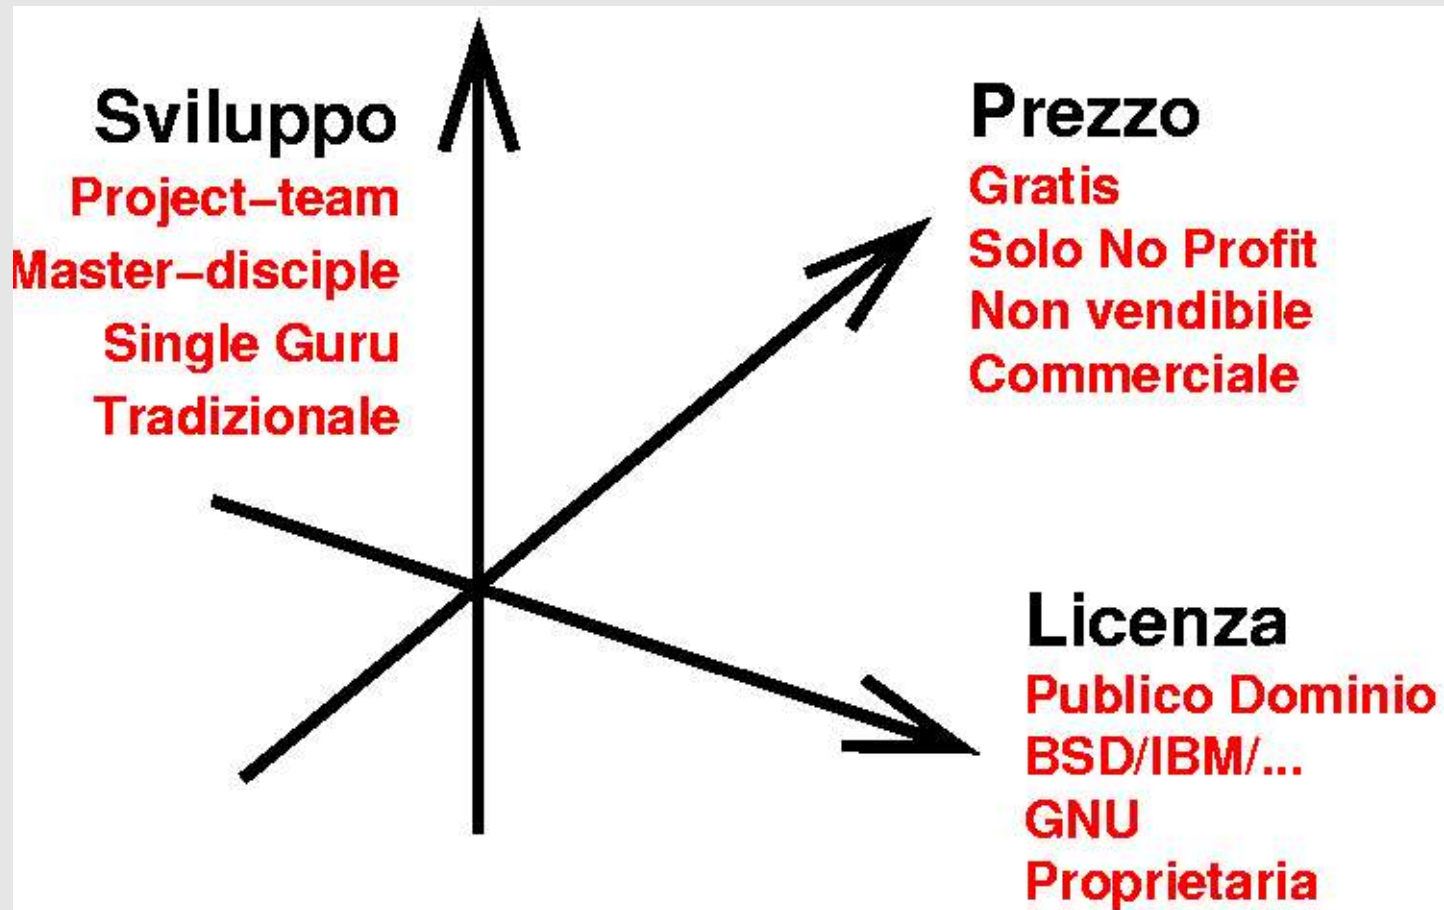 Sviluppo
Project–team
Master–disciple
Single Guru
Tradizionale
Prezzo
Gratis
Solo No Profit
Non vendibile
Commerciale
Licenza
Publico Dominio
BSD/IBM/...
GNU
Proprietaria